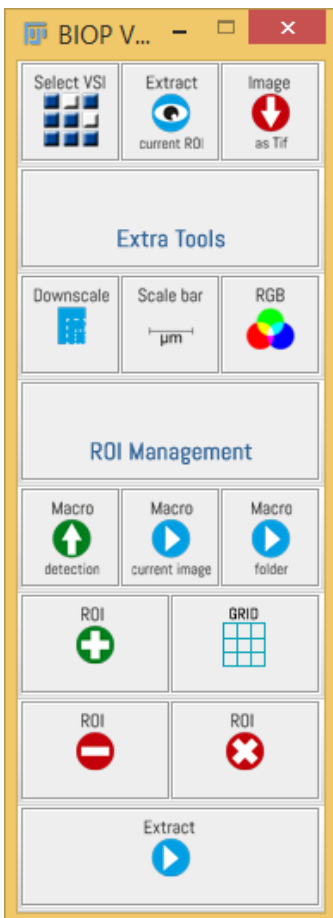 BIOP V...
Select VSI
Extract
current ROI
Image
as Tif
Extra Tools
Downscale
Scale bar
µm
RGB
ROI Management
Macro
detection
Macro
current image
Macro
folder
ROI
GRID
ROI
ROI
Extract